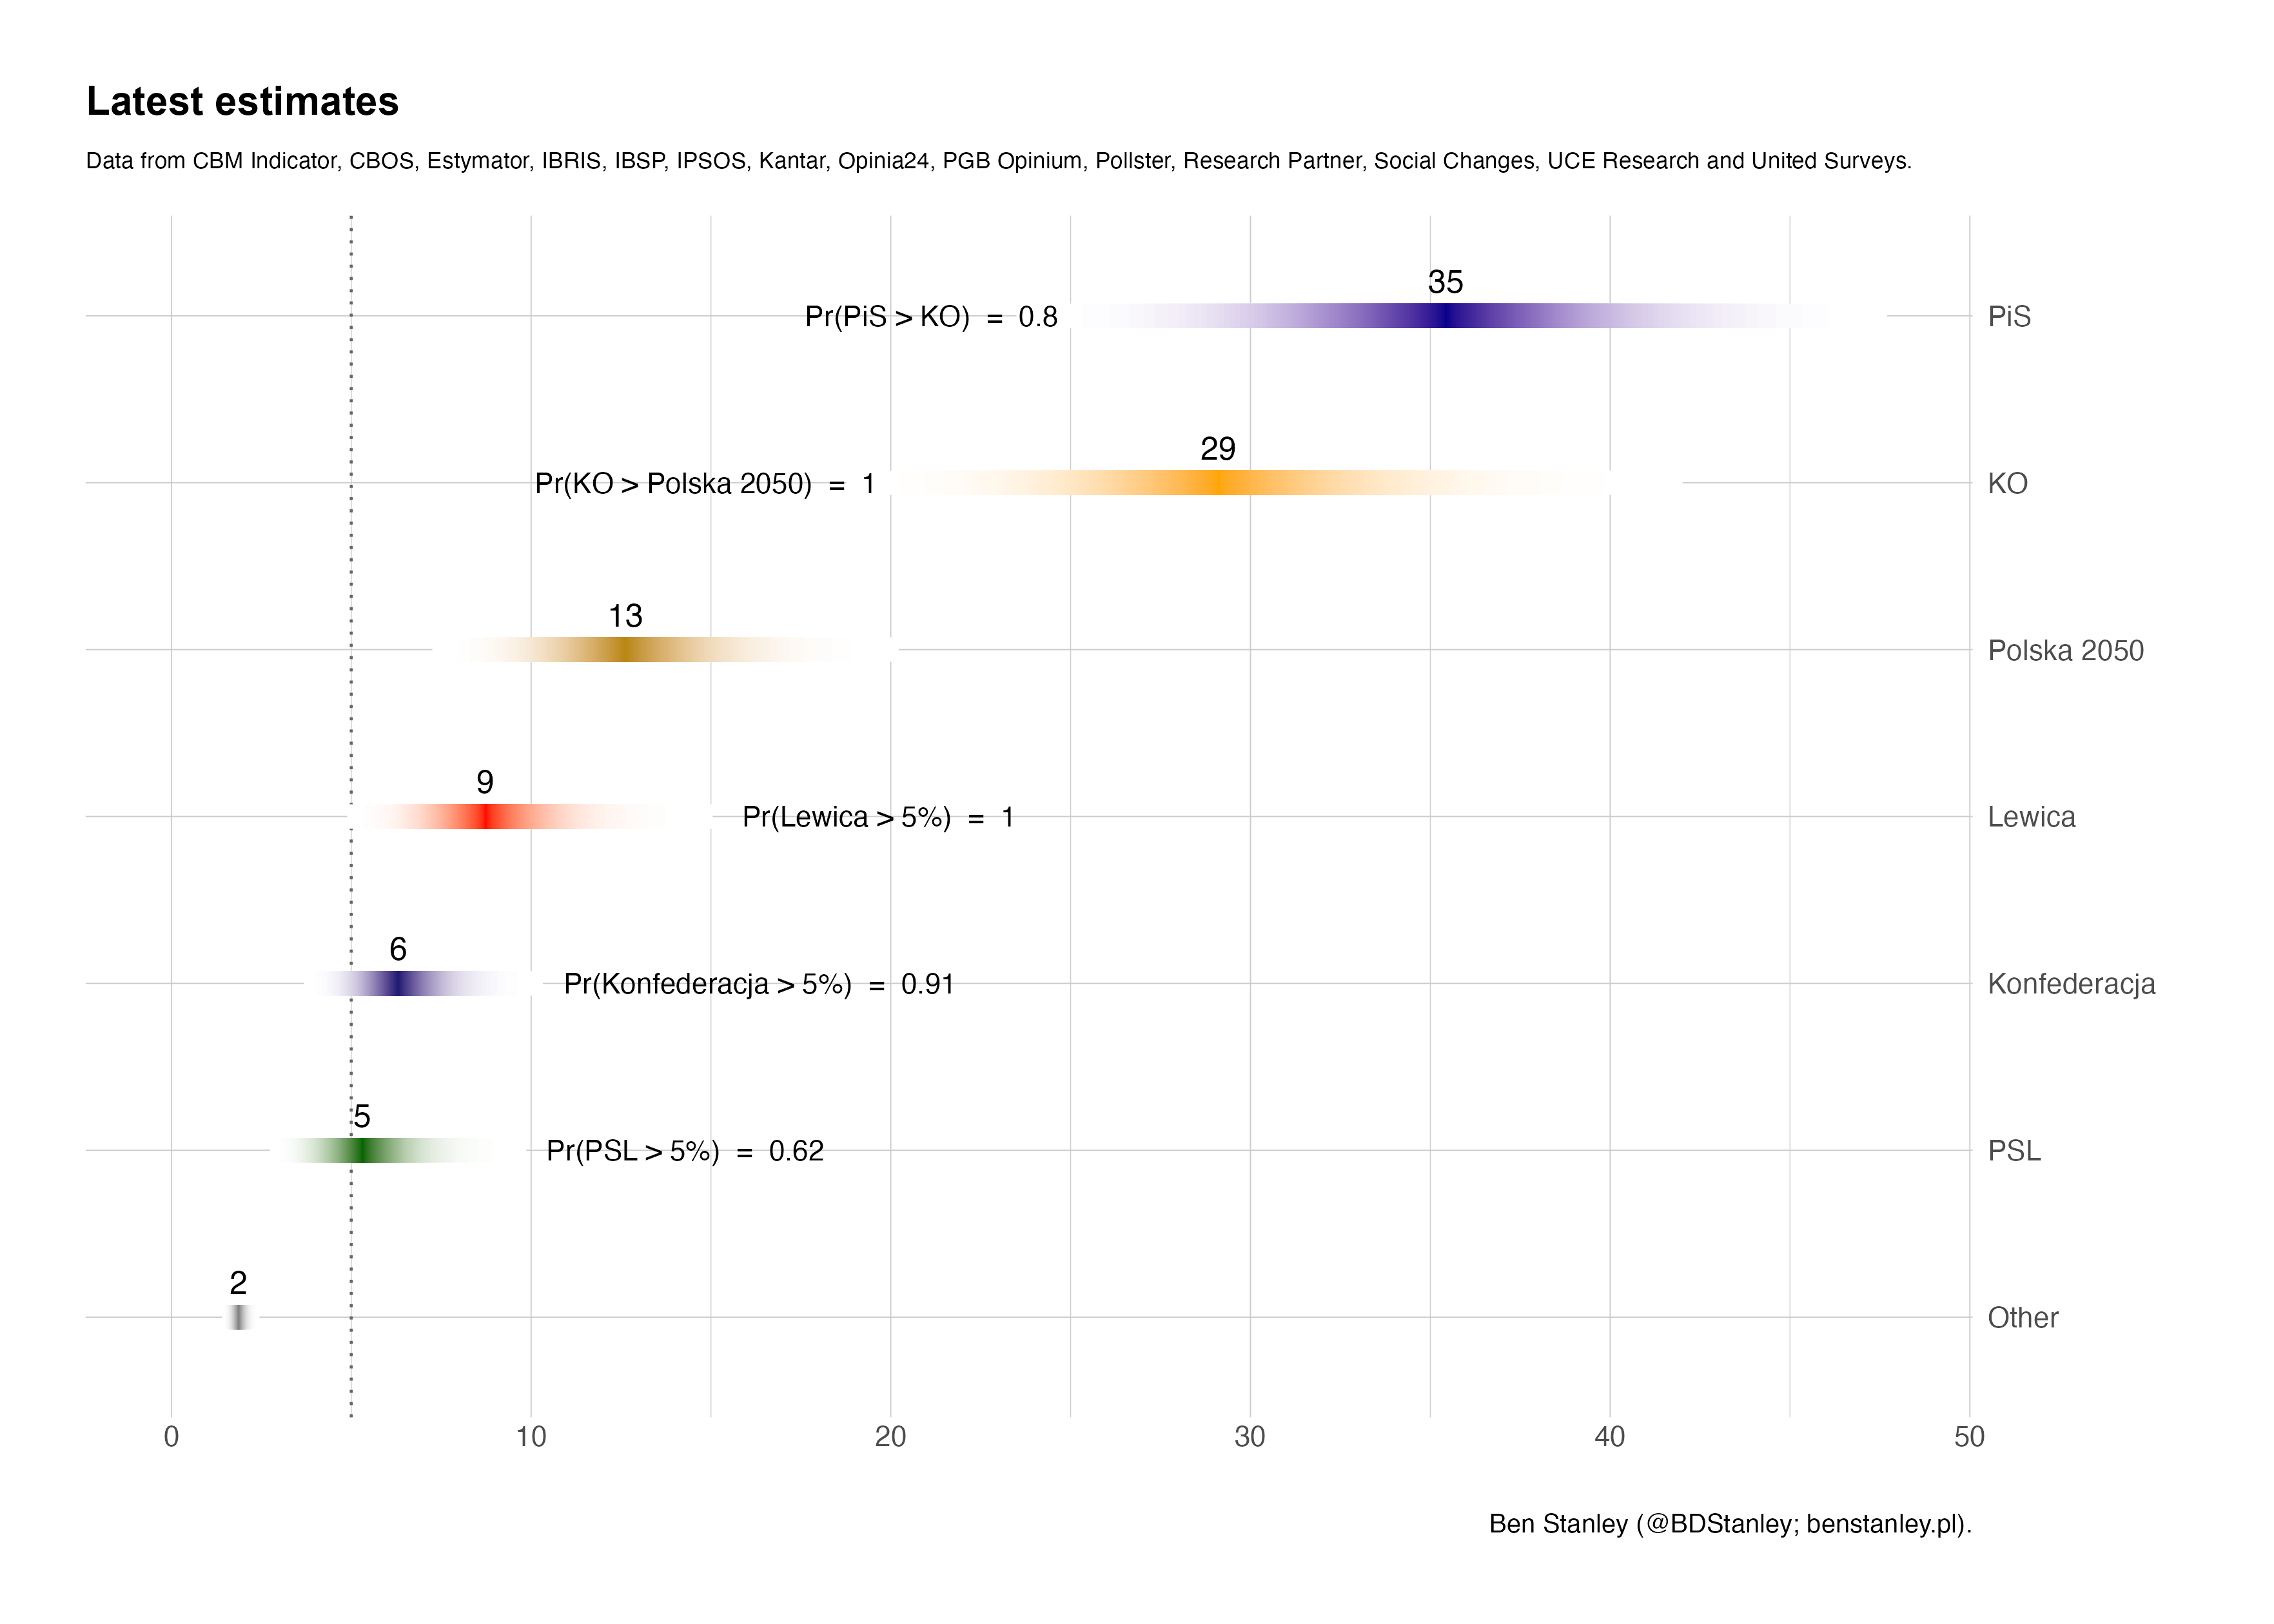 Latest estimates
Data from CBM Indicator, CBOS, Estymator, IBRIS, IBSP, IPSOS, Kantar, Opinia24, PGB Opinium, Pollster, Research Partner, Social Changes, UCE Research and United Surveys.
35
Pr(PiS > KO) = 0.8
PiS
29
Pr(KO > Polska 2050) = 1
KO
13
Polska 2050
9
Pr(Lewica > 5%) = 1
Lewica
6
Pr(Konfederacja > 5%) = 0.91
Konfederacja
5
Pr(PSL > 5%) = 0.62
PSL
2
Other
0 10 20 30 40 50
Ben Stanley (@BDStanley; benstanley.pl).